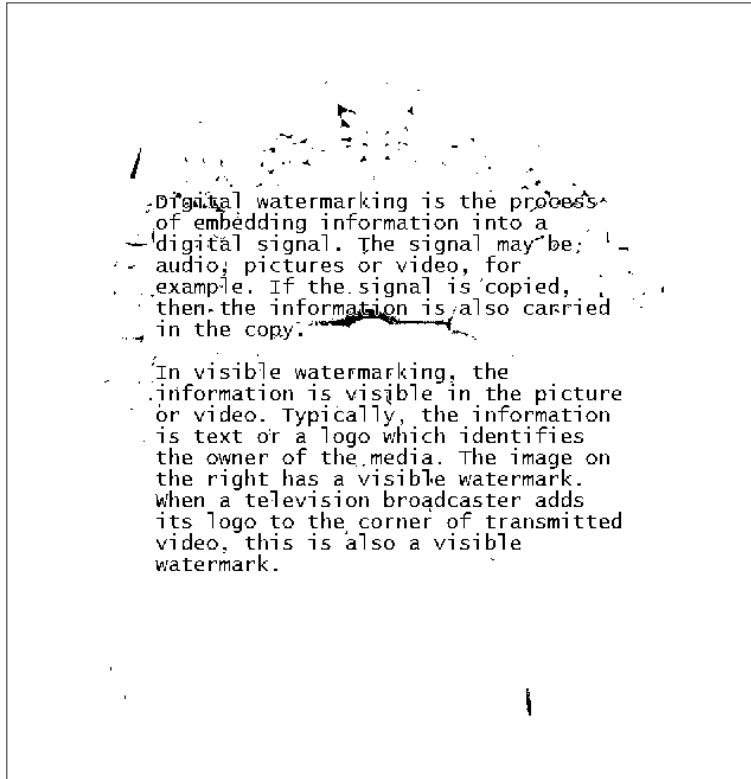 Digital watermarking is the process
of embedding information into a
digital signal. The signal may be
audio, pictures or video, for
example. If the signal is copied,
then the information is also carried
in the copy.
In visible watermarking, the
information is visible in the picture
or video. Typically, the information
is text or a logo which identifies
the owner of the media. The image on
the right has a visible watermark.
When a television broadcaster adds
its logo to the corner of transmitted
video, this is also a visible
watermark.